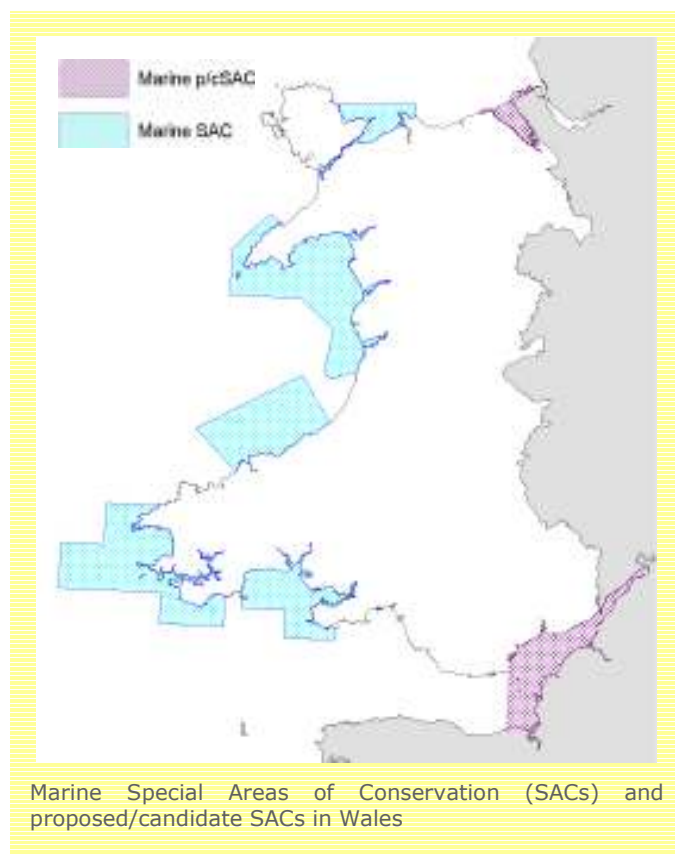 Marine p/cSAC
Marine SAC
Marine Special Areas of Conservation (SACs) and
proposed/candidate SACs in Wales